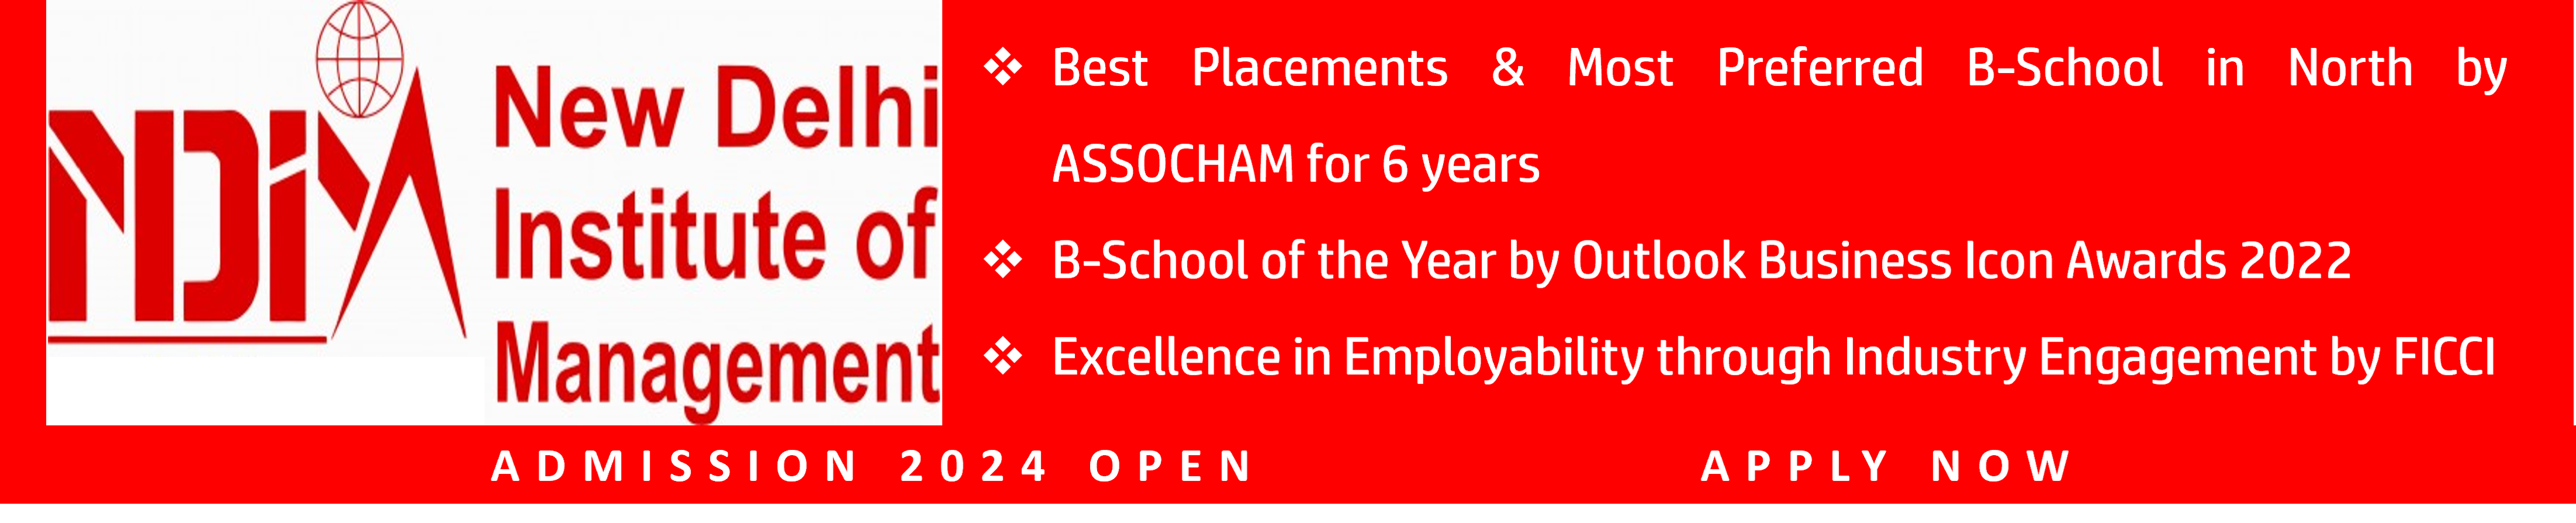 NDIM
New Delhi
Institute of
Management
❖ Best Placements & Most Preferred B-School in North by
ASSOCHAM for 6 years
❖ B-School of the Year by Outlook Business Icon Awards 2022
❖ Excellence in Employability through Industry Engagement by FICCI
ADMISSION 2024 OPEN APPLY NOW